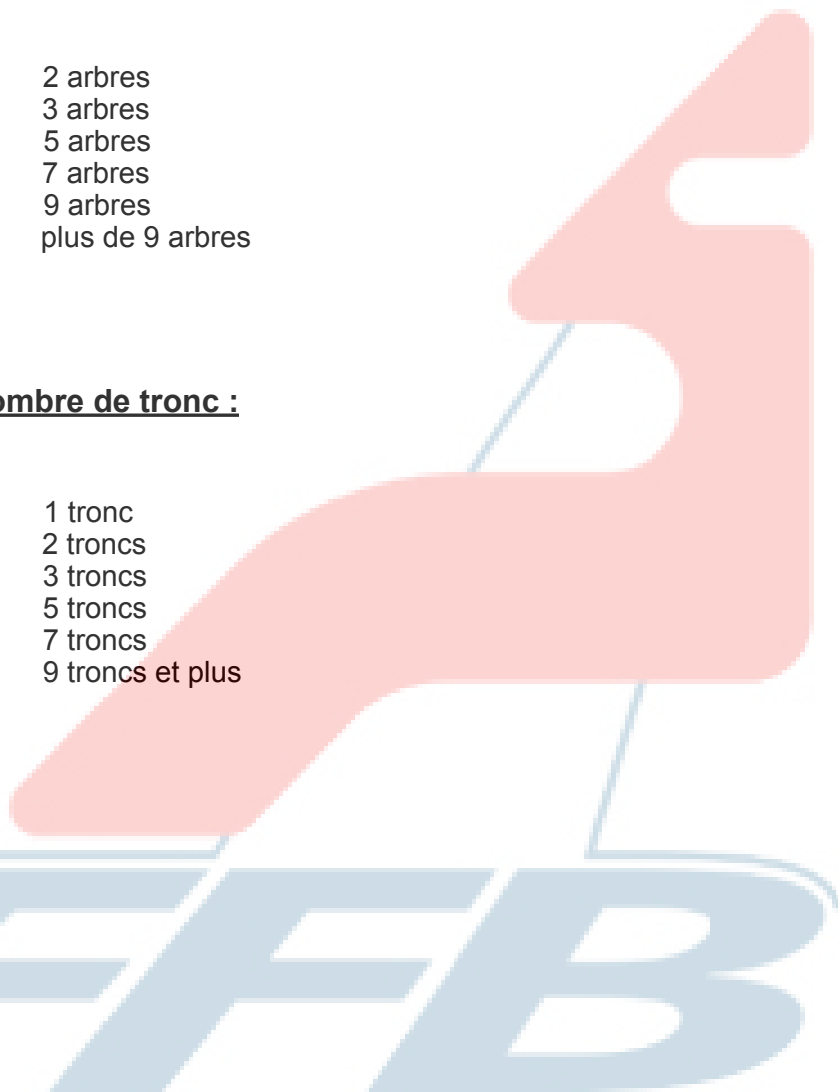 2 arbres
3 arbres
5 arbres
7 arbres
9 arbres
plus de 9 arbres
ombre de tronc :
1 tronc
2 troncs
3 troncs
5 troncs
7 troncs
9 troncs et plus
FFB